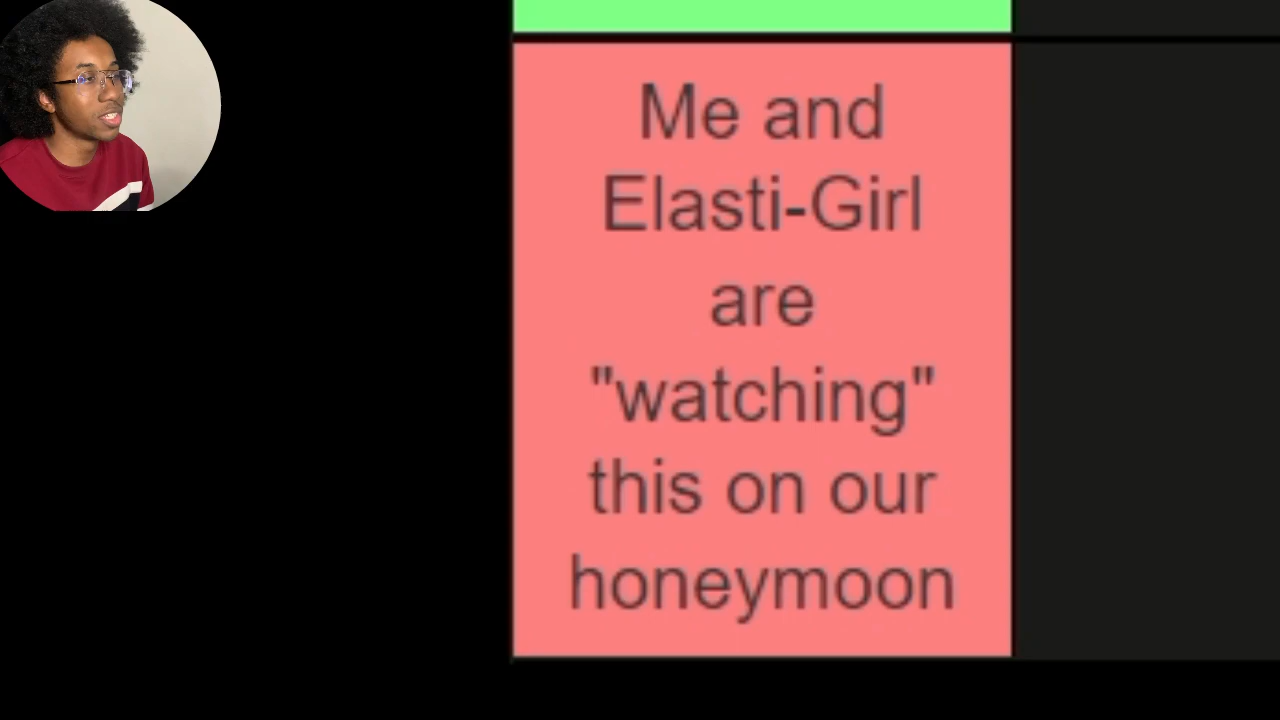 Me and
Elasti-Girl
are
"watching"
this on our
honeymoon